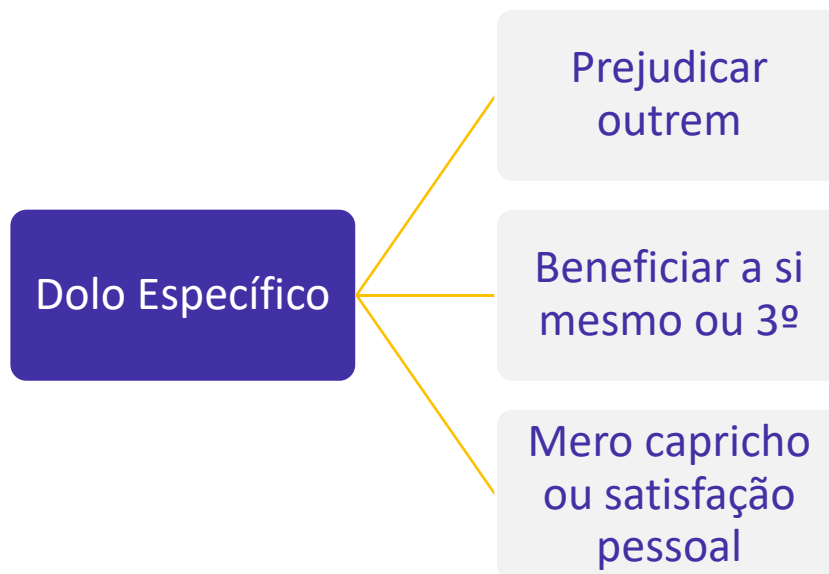 Prejudicar
outrem
Dolo Específico
Beneficiar a si
mesmo ou 3º
Mero capricho
ou satisfação
pessoal